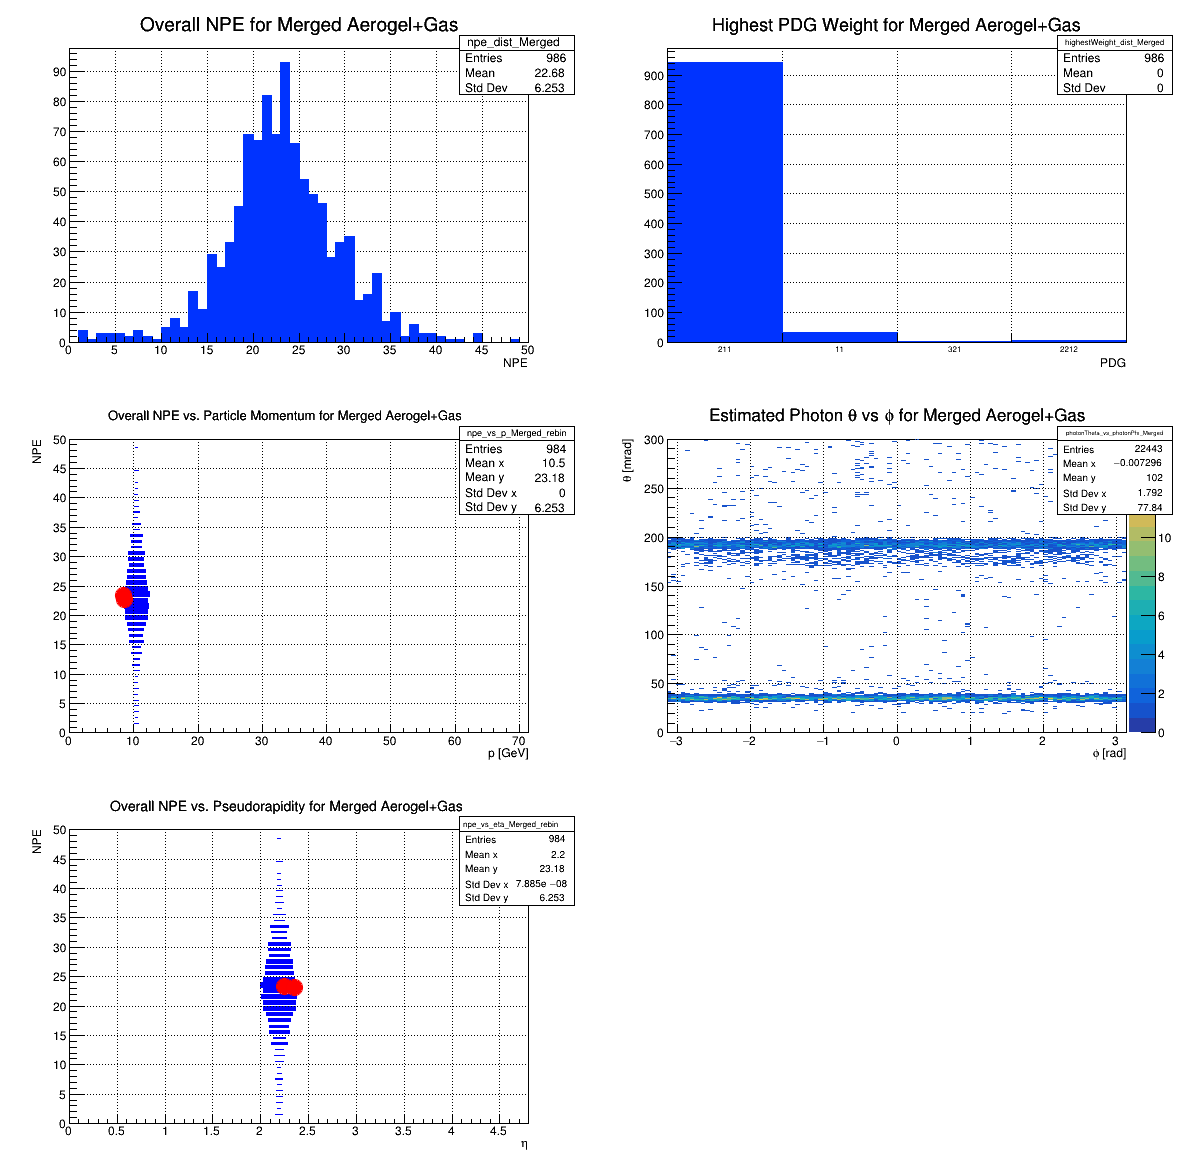 Overall NPE for Merged Aerogel+Gas
npe_dist_Merged
Entries 986
Mean 22.68
Std Dev 6.253
90
80
70
60
50
40
30
20
10
0
0 5 10 15 20 25 30 35 40 45 50
NPE
Highest PDG Weight for Merged Aerogel+Gas
highestWeight_dist_Merged
Entries 986
Mean 0
Std Dev 0
900
800
700
600
500
400
300
200
100
0
211 11 321 2212
PDG
Overall NPE vs. Particle Momentum for Merged Aerogel+Gas
npe_vs_p_Merged_rebin
Entries 984
Mean x 10.5
Mean y 23.18
Std Dev x 0
Std Dev y 6.253
NPE
50
45
40
35
30
25
20
15
10
5
0
0 10 20 30 40 50 60 70
p [GeV]
Estimated Photon θ vs ϕ for Merged Aerogel+Gas
photonTheta_vs_photonPhi_Merged
Entries 22443
Mean x −0.007296
Mean y 102
Std Dev x 1.792
Std Dev y 77.84
θ [mrad]
300
250
200
150
100
50
0
−3 −2 −1 0 1 2 3
ϕ [rad]
10
8
6
4
2
0
Overall NPE vs. Pseudorapidity for Merged Aerogel+Gas
npe_vs_eta_Merged_rebin
Entries 984
Mean x 2.2
Mean y 23.18
Std Dev x 7.885e −08
Std Dev y 6.253
NPE
50
45
40
35
30
25
20
15
10
5
0
0 0.5 1 1.5 2 2.5 3 3.5 4 4.5
η